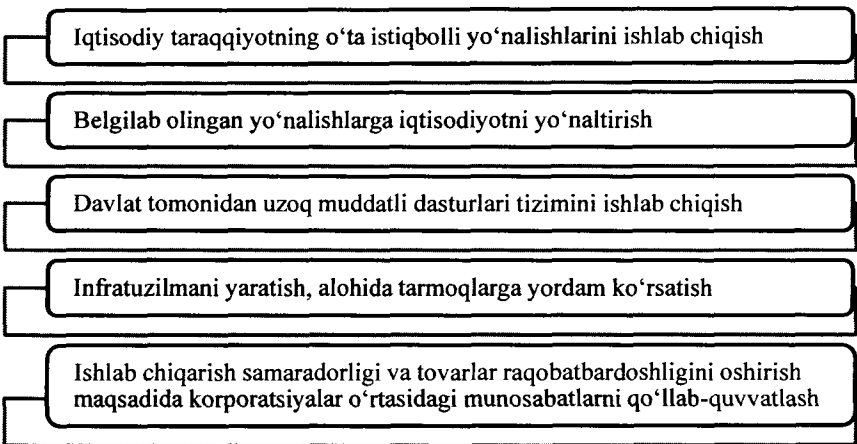 Iqtisodiy taraqqiyotning o‘ta istiqbolli yo‘nalishlarini ishlab chiqish
Belgilab olingan yo‘nalishlarga iqtisodiyotni yo‘naltirish
Davlat tomonidan uzoq muddatli dasturlari tizimini ishlab chiqish
Infratuzilmani yaratish, alohida tarmoqlarga yordam ko‘rsatish
Ishlab chiqarish samaradorligi va tovarlar raqobatbardoshligini oshirish
maqsadida korporatsiyalar o‘rtasidagi munosabatlarni qo‘llab-quvvatlash